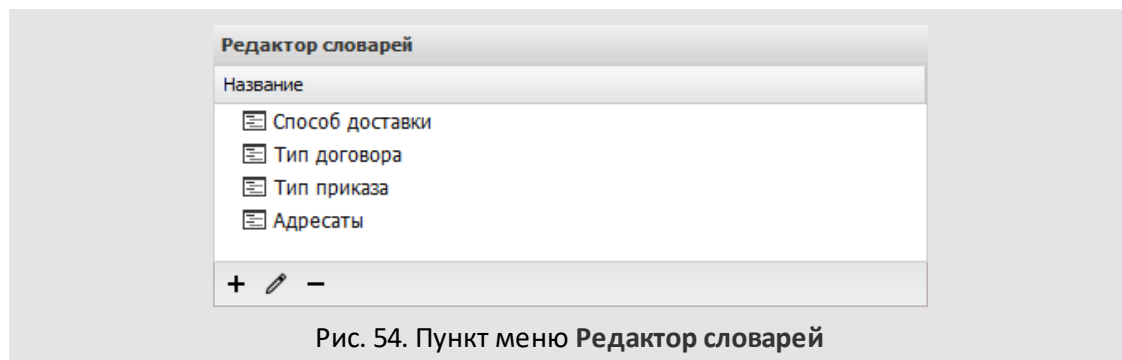 Редактор словарей
Название
Способ доставки
Тип договора
Тип приказа
Адресаты
Рис. 54. Пункт меню Редактор словарей